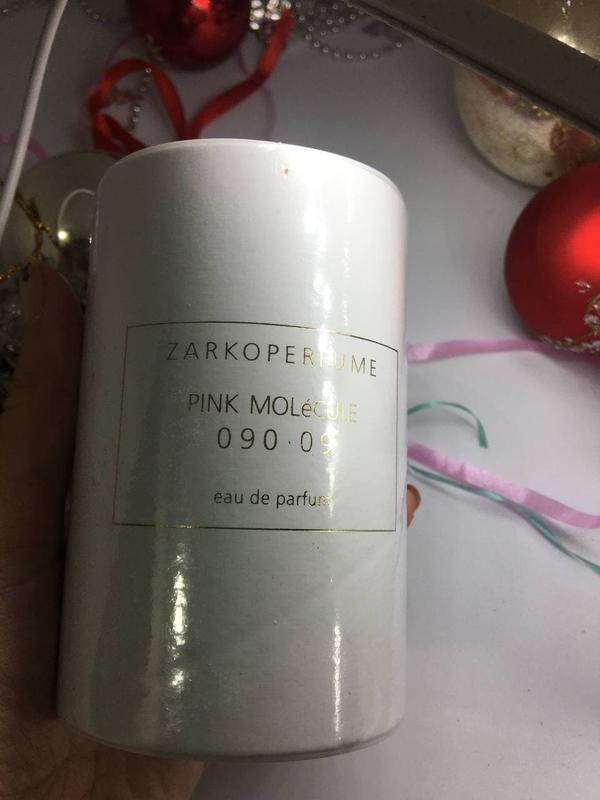 ZARKOPERFUME
PINK MOLéCULE
090·09
eau de parfum